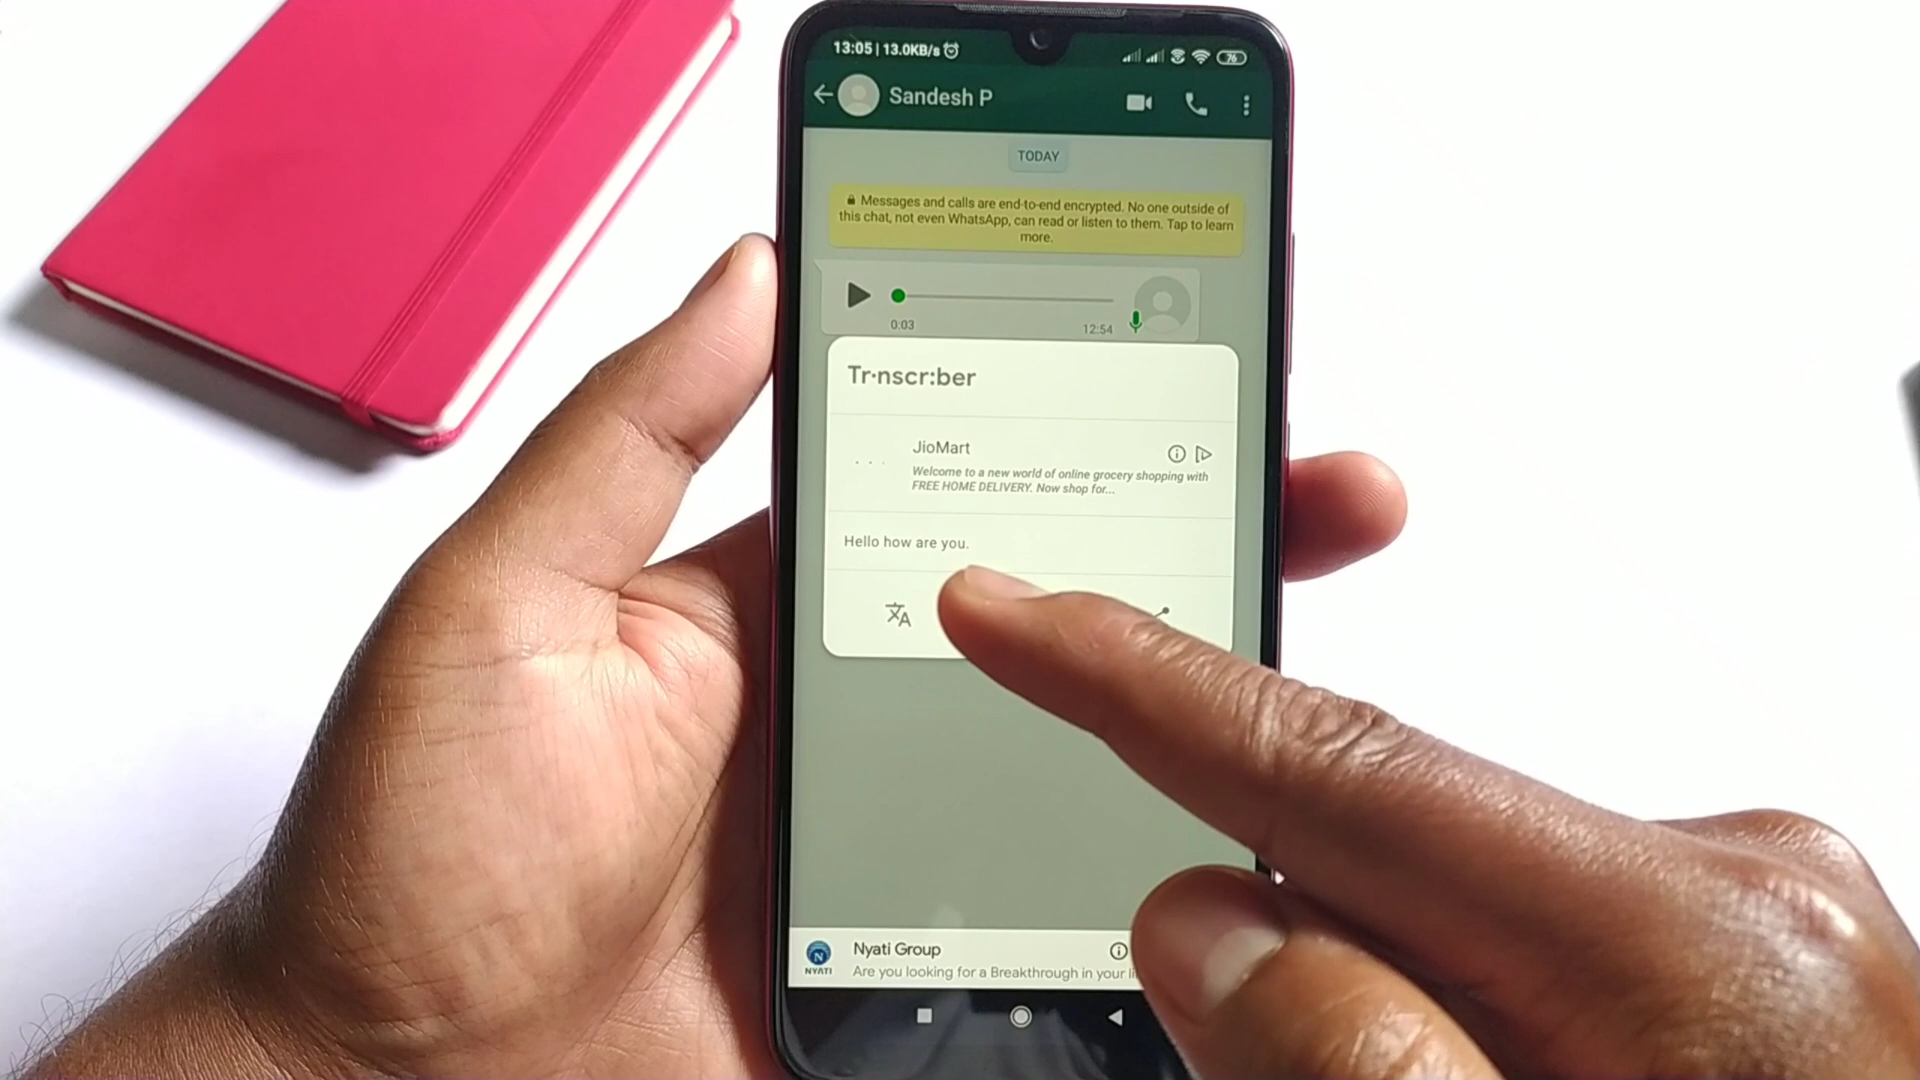 13:05 | 13.0KB/s
76
Sandesh P
TODAY
Messages and calls are end-to-end encrypted. No one outside of
this chat, not even WhatsApp, can read or listen to them. Tap to learn
more.
0:03
12:54
Tr·nscr:ber
JioMart
Welcome to a new world of online grocery shopping with
FREE HOME DELIVERY. Now shop for...
Hello how are you.
Nyati Group
N
NYATI
Are you looking for a Breakthrough in your